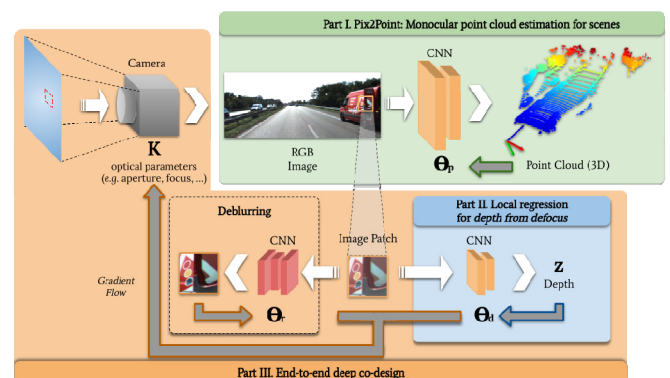 Part I. Pix2Point: Monocular point cloud estimation for scenes
Camera
CNN
K
optical parameters
(e.g. aperture, focus, ...)
RGB
Image
Θp
Point Cloud (3D)
Part II. Local regression
for depth from defocus
Deblurring
CNN
Image Patch
CNN
z
Depth
Gradient
Flow
Θr
Θd
Part III. End-to-end deep co-design